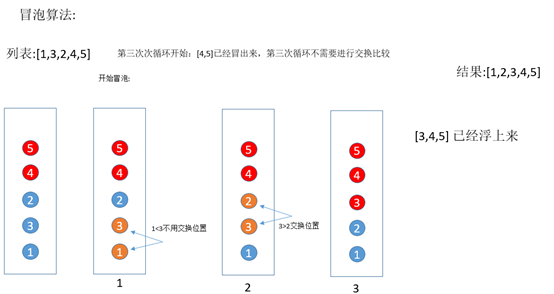 冒泡算法:
列表:[1,3,2,4,5]
第三次次循环开始：[4,5]已经冒出来，第三次循环不需要进行交换比较
结果:[1,2,3,4,5]
开始冒泡:
[3,4,5] 已经浮上来
5 5 5 5
4 4 4 4
2 2 2 3
3 3 3 2
1<3不用交换位置
3>2交换位置
1 1 1 1
1 2 3